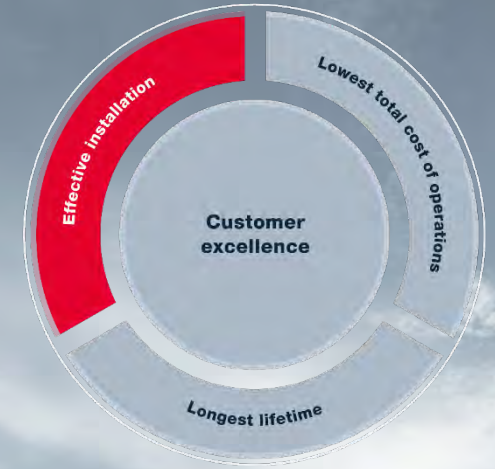 Effective installation
Lowest total cost of operations
Customer
excellence
Longest lifetime